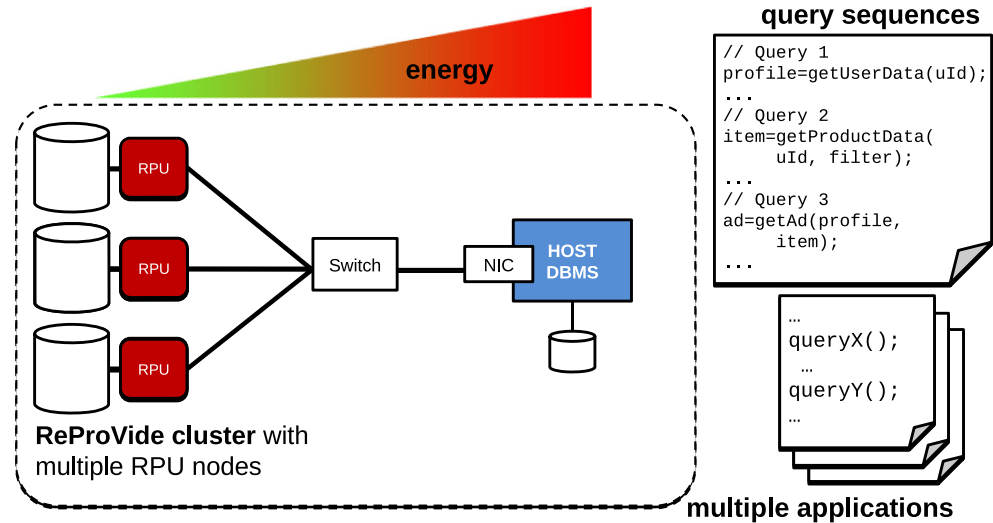 energy
RPU
RPU
RPU
Switch
NIC
HOST
DBMS
ReProVide cluster with
multiple RPU nodes
query sequences
// Query 1
profile=getUserData(uId);
...
// Query 2
item=getProductData(
uId, filter);
...
// Query 3
ad=getAd(profile,
item);
...
…
queryX();
…
queryY();
…
multiple applications